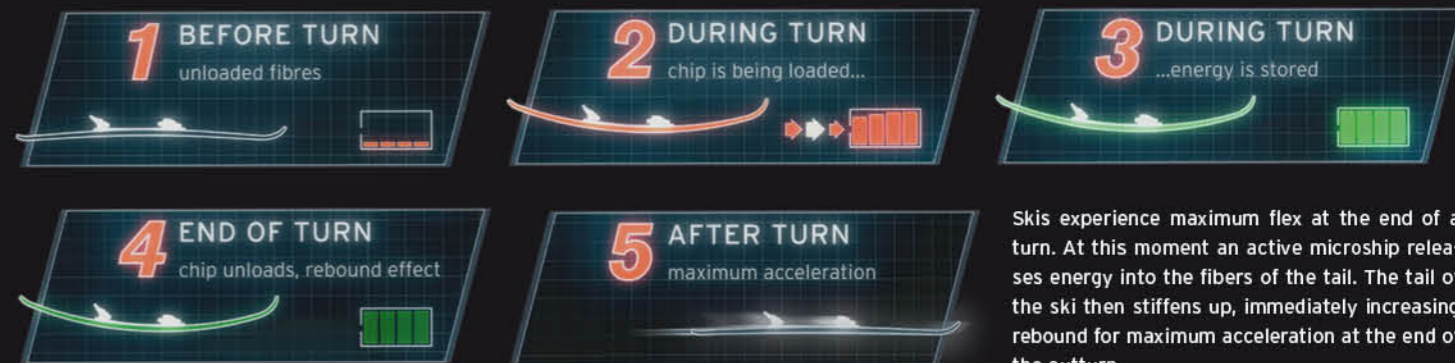 1 BEFORE TURN
unloaded fibres
2 DURING TURN
chip is being loaded...
3 DURING TURN
...energy is stored
4 END OF TURN
chip unloads, rebound effect
5 AFTER TURN
maximum acceleration
Skis experience maximum flex at the end of a
turn. At this moment an active microship relea-
ses energy into the fibers of the tail. The tail of
the ski then stiffens up, immediately increasing
rebound for maximum acceleration at the end of